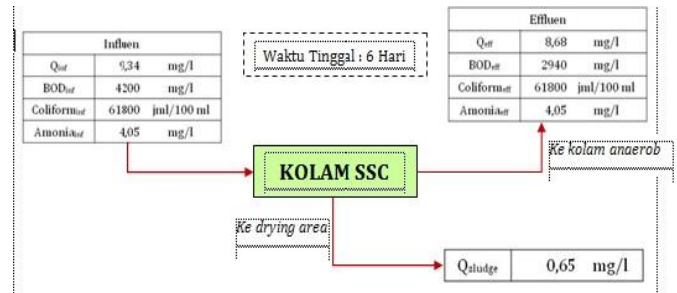 Influen
Qinf 9,34 mg/l
BODinf 4200 mg/l
Coliforminf 61800 jml/100 ml
Amoniainf 4,05 mg/l
Waktu Tinggal : 6 Hari
Effluen
Qeff 8,68 mg/l
BODeff 2940 mg/l
Coliformeff 61800 jml/100 ml
Amoniaeff 4,05 mg/l
Ke kolam anaerob
KOLAM SSC
Ke drying area
Qsludge 0,65 mg/l